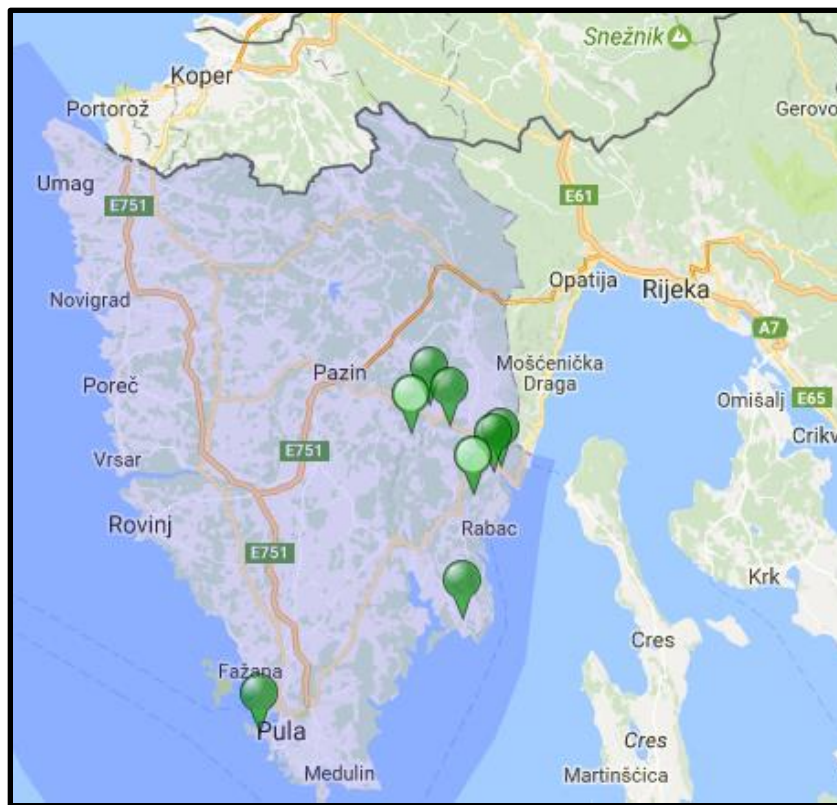 Snežnik
Koper
Portorož
Gerovo
Umag
E751
E61
Novigrad
Opatija
Rijeka
A7
Pazin
Mošćenička
Draga
Poreč
Omišalj
E65
Crikv
Vrsar
E751
Rovinj
Rabac
E751
Krk
Cres
Fažana
Pula
Cres
Medulin
Martinšćica